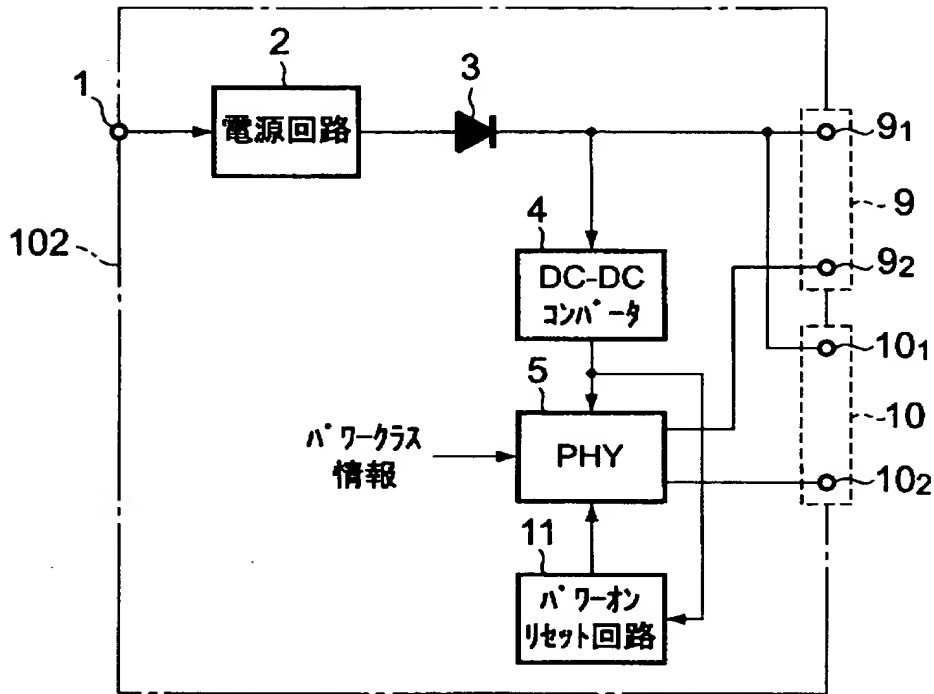 2
1
3
電源回路
9₁
9
102
4
9₂
DC-DC
コンバータ
10₁
5
10
パワークラス
情報
PHY
10₂
11
パワーオン
リセット回路